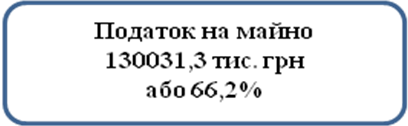 Податок на майно
130031,3 тис. грн
або 66,2%